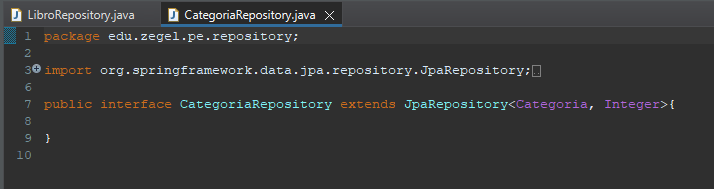 LibroRepository.java
CategoriaRepository.java
1 package edu.zegel.pe.repository;
2
3 import org.springframework.data.jpa.repository.JpaRepository;
6
7 public interface CategoriaRepository extends JpaRepository<Categoria, Integer>{
8
9 }
10